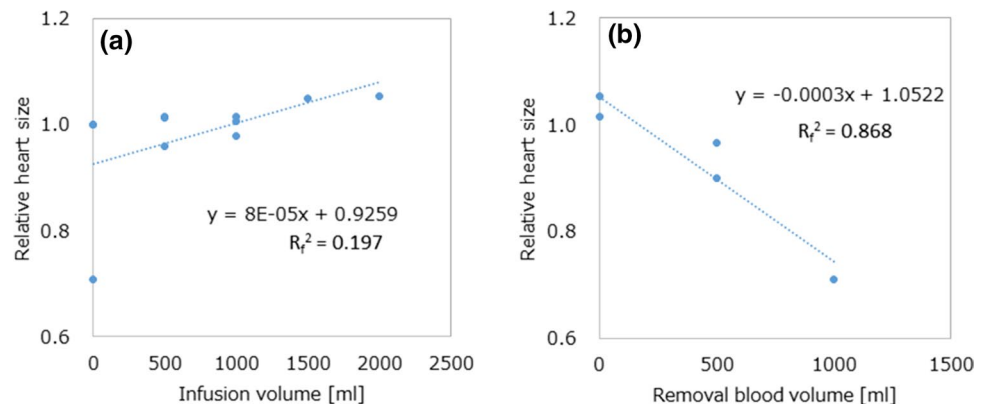 (a)
1.2
1.0
0.8
0.6
Relative heart size
y = 8E-05x + 0.9259
R_f² = 0.197
0 500 1000 1500 2000 2500
Infusion volume [ml]
(b)
1.2
1.0
0.8
0.6
Relative heart size
y = -0.0003x + 1.0522
R_f² = 0.868
0 500 1000 1500
Removal blood volume [ml]